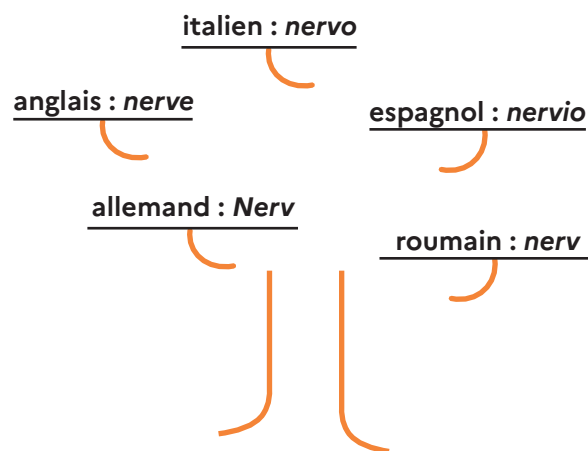 italien : nervo
anglais : nerve
espagnol : nervio
allemand : Nerv
roumain : nerv